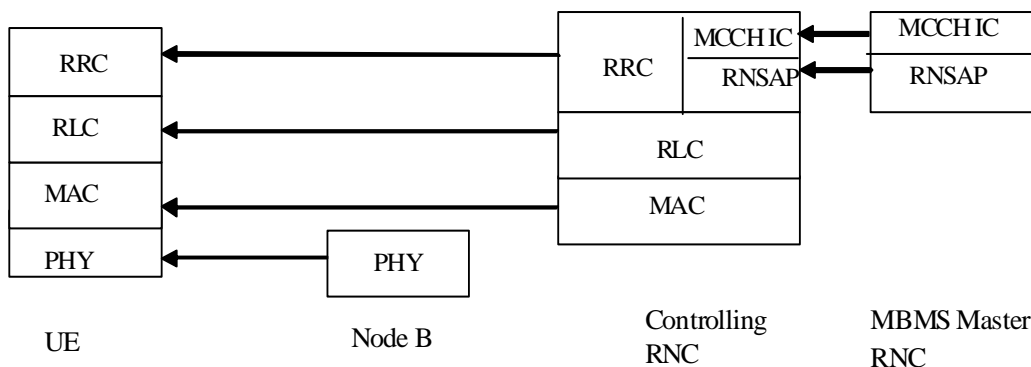 RRC
RLC
MAC
PHY
UE
PHY
Node B
RRC
MCCH IC
RNSAP
RLC
MAC
Controlling
RNC
MCCH IC
RNSAP
MBMS Master
RNC